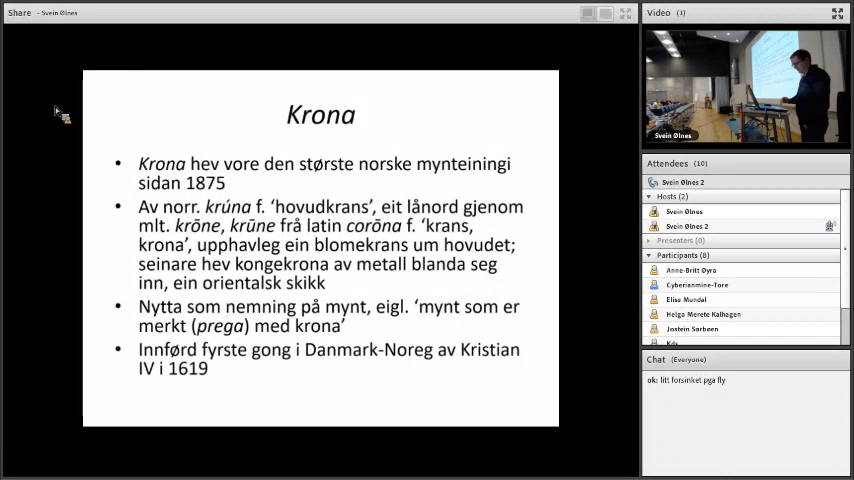 Share - Svein Ølnes
Krona
• Krona hev vore den største norske mynteiningi
sidan 1875
• Av norr. krúna f. ‘hovudkrans’, eit lånord gjenom
mlt. krōne, krūne frå latin corōna f. ‘krans,
krona’, upphavleg ein blomekrans um hovudet;
seinare hev kongekrona av metall blanda seg
inn, ein orientalsk skikk
• Nytta som nemning på mynt, eigl. ‘mynt som er
merkt (prega) med krona’
• Innførd fyrste gong i Danmark-Noreg av Kristian
IV i 1619
Video (1)
Svein Ølnes
Attendees (10)
Svein Ølnes 2
Hosts (2)
Svein Ølnes
Svein Ølnes 2
Presenters (0)
Participants (8)
Anne-Britt Øyra
Cyberianmine-Tore
Elise Mundal
Helga Merete Kalhagen
Jostein Sørbøen
Chat (Everyone)
ok: litt forsinket pga fly